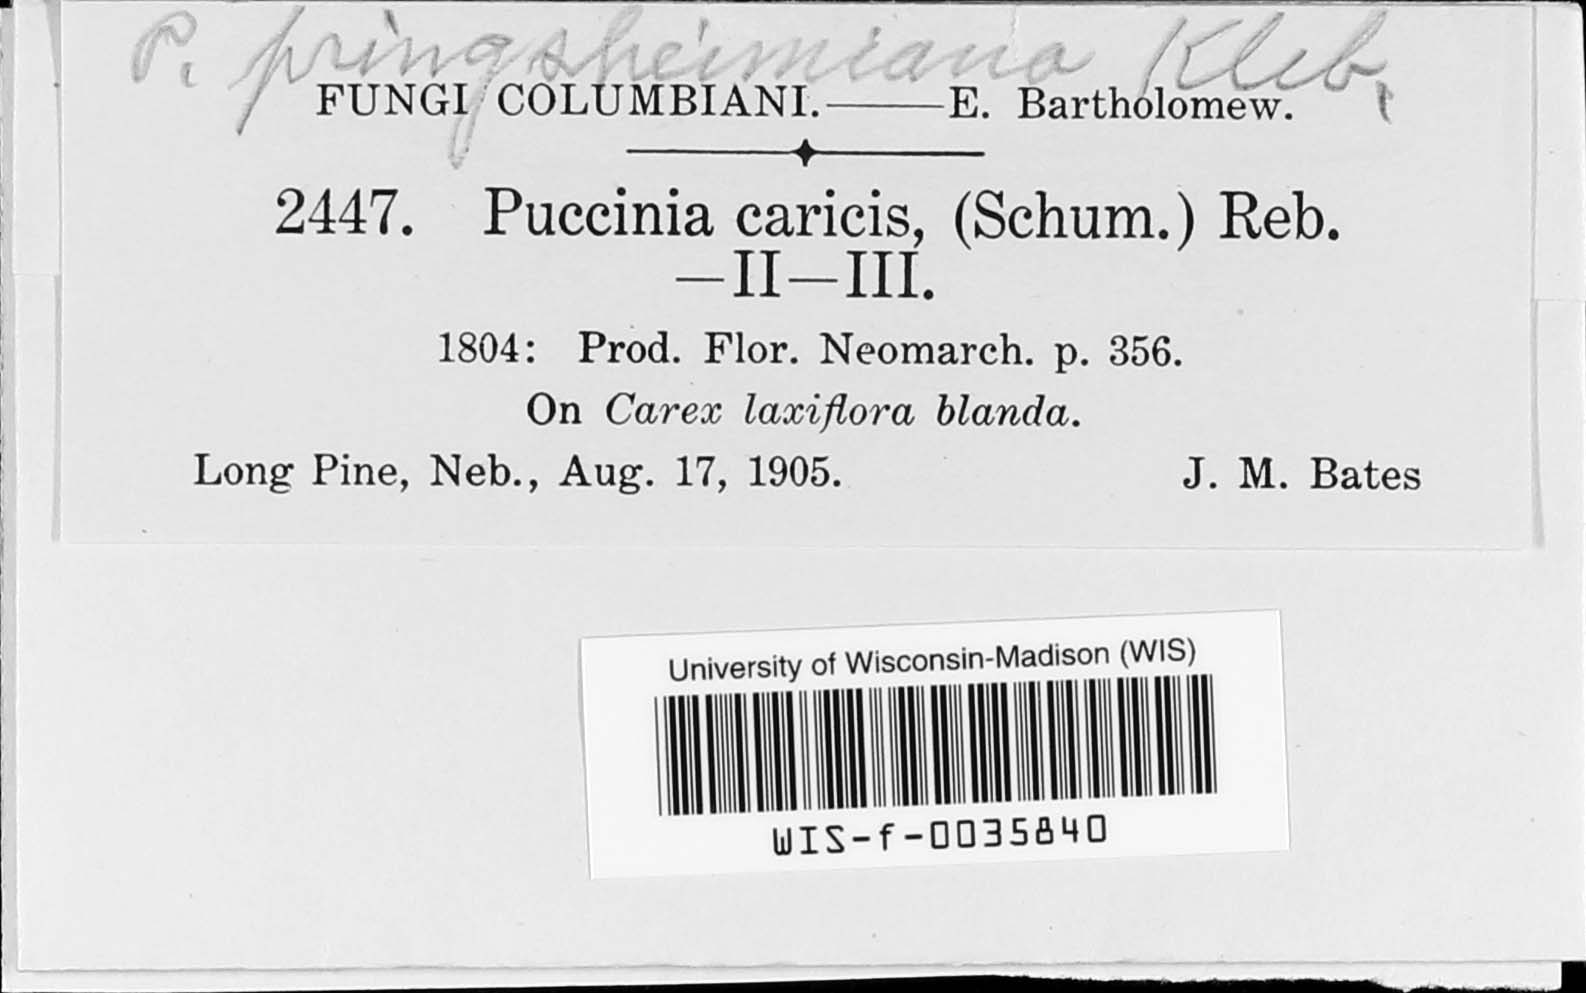 P. pringsheimiana Kleb.
FUNGI COLUMBIANI.——E. Bartholomew.
2447. Puccinia caricis, (Schum.) Reb.
—II—III.
1804: Prod. Flor. Neomarch. p. 356.
On Carex laxiflora blanda.
Long Pine, Neb., Aug. 17, 1905. J. M. Bates
University of Wisconsin-Madison (WIS)
WIS-f-0035840